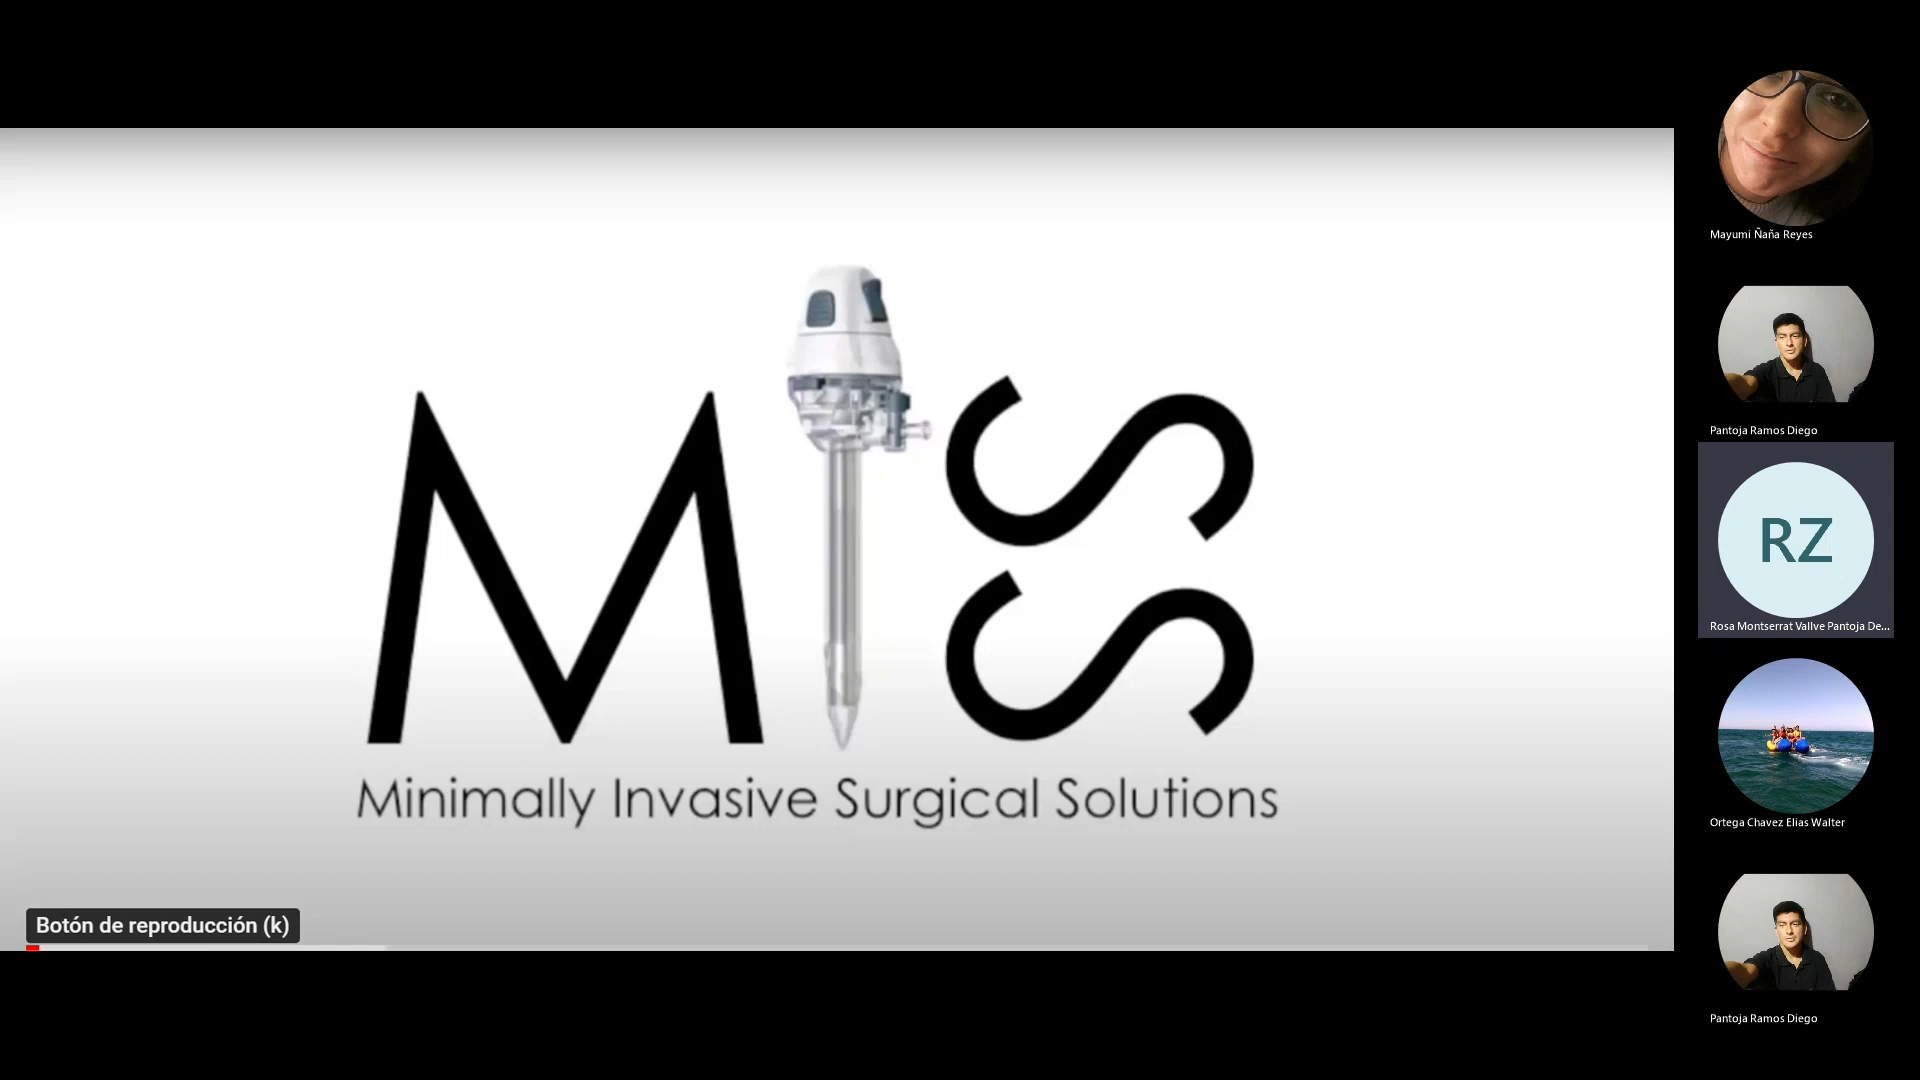 MISS
Minimally Invasive Surgical Solutions
Botón de reproducción (k)
Mayumi Ñaña Reyes
Pantoja Ramos Diego
RZ
Rosa Montserrat Vallve Pantoja De...
Ortega Chavez Elias Walter
Pantoja Ramos Diego